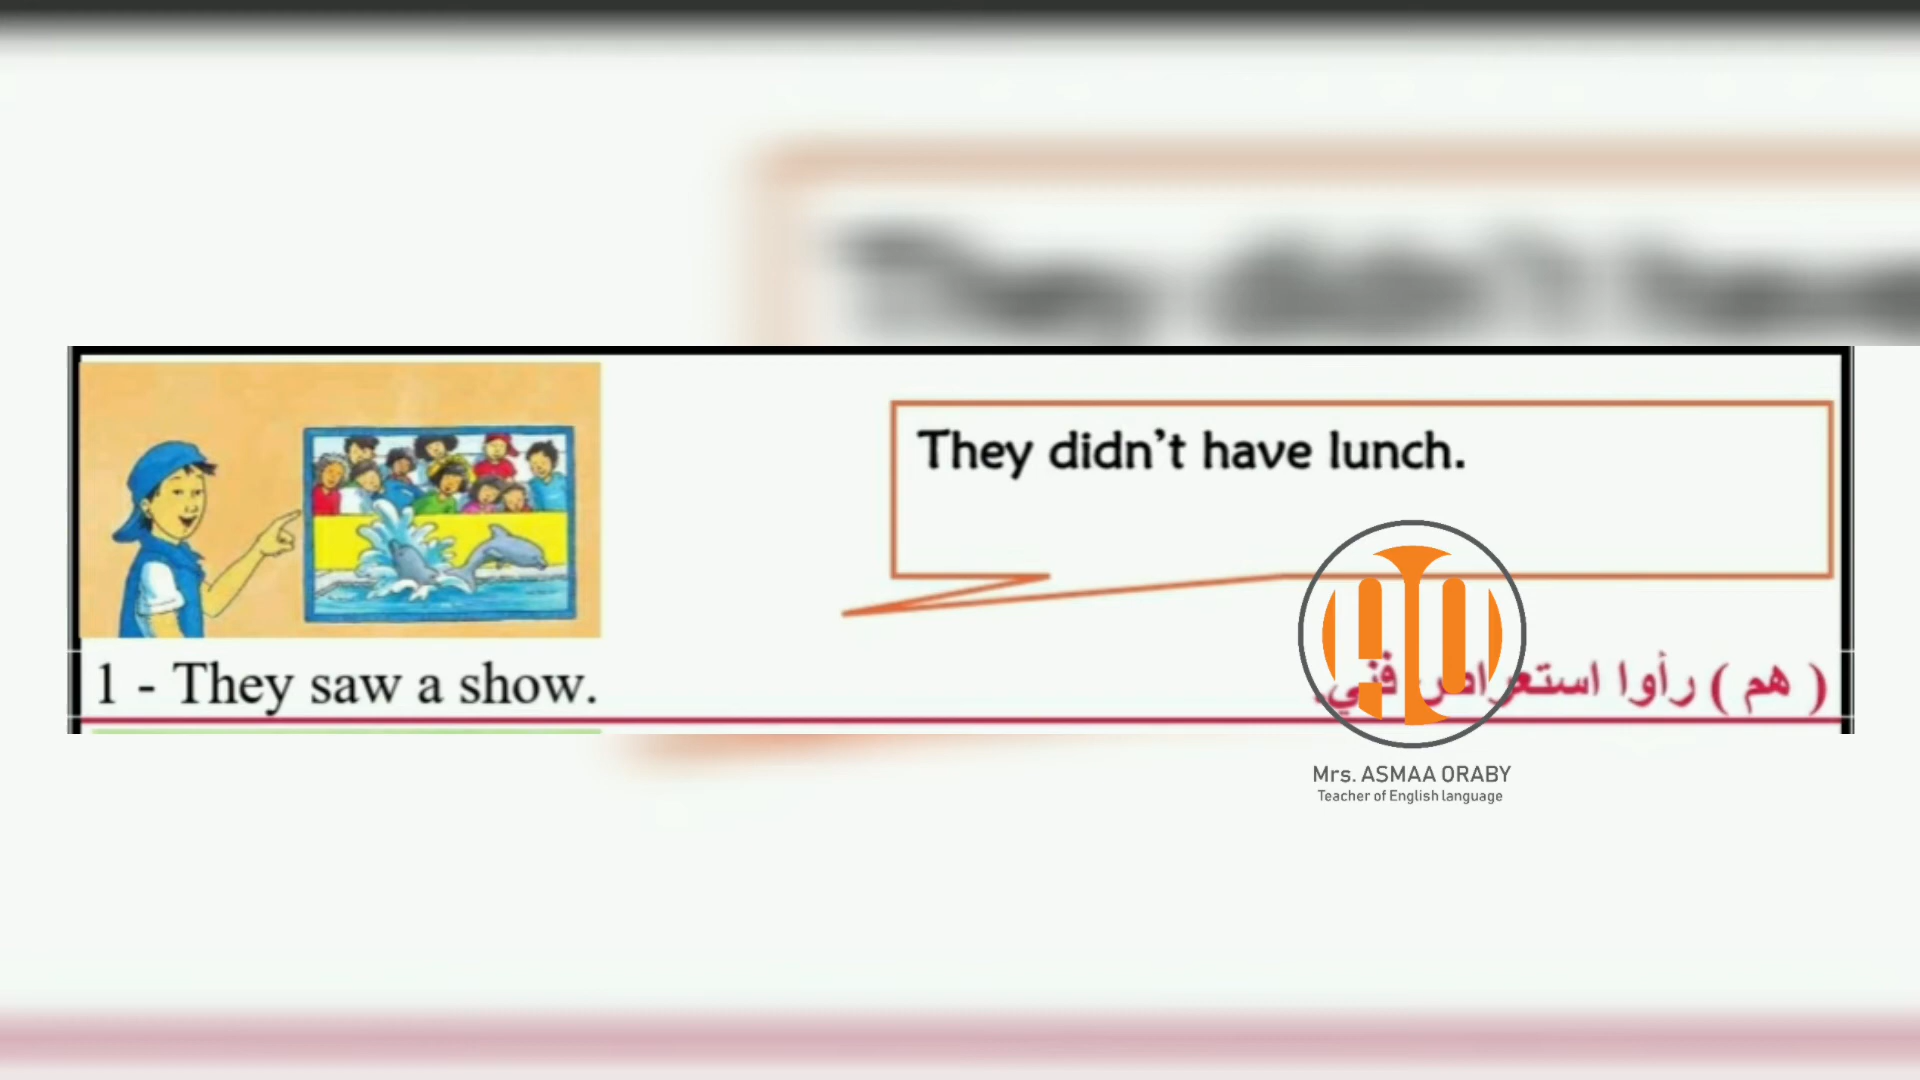 They didn't have lunch.
1 - They saw a show.
( هم ) رأوا استعراض فني.
Mrs. ASMAA ORABY
Teacher of English language